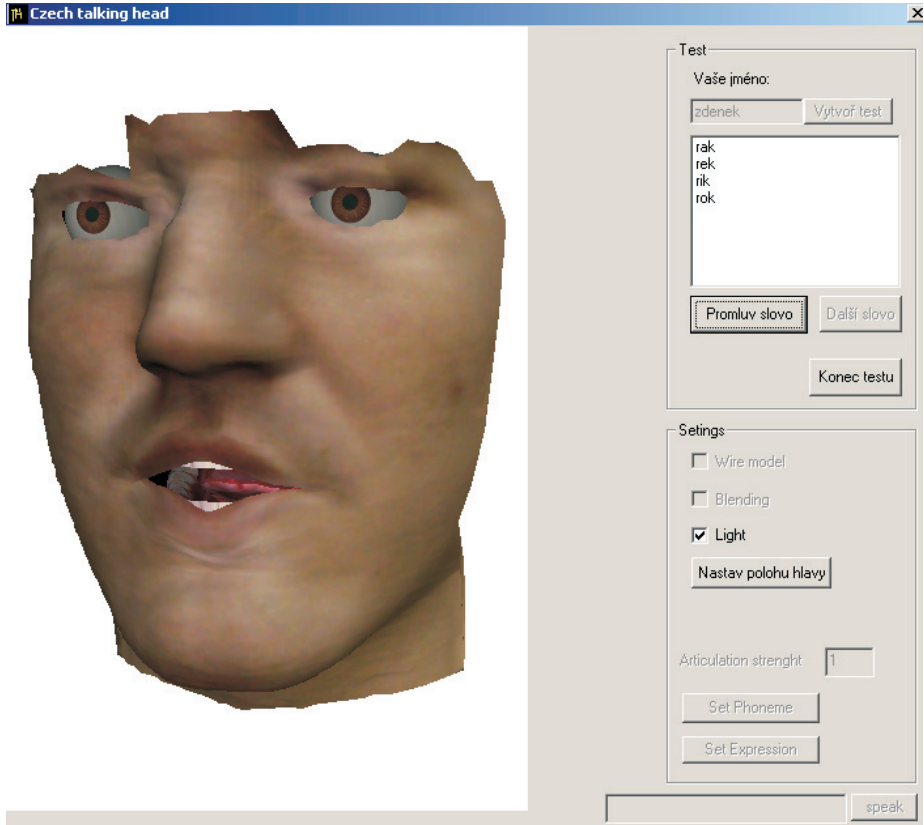 Czech talking head
Test
Vaše jméno:
zdenek Vytvoř test
rak
rek
rik
rok
Promluv slovo Další slovo
Konec testu
Setings
Wire model
Blending
Light
Nastav polohu hlavy
Articulation strenght 1
Set Phoneme
Set Expression
speak